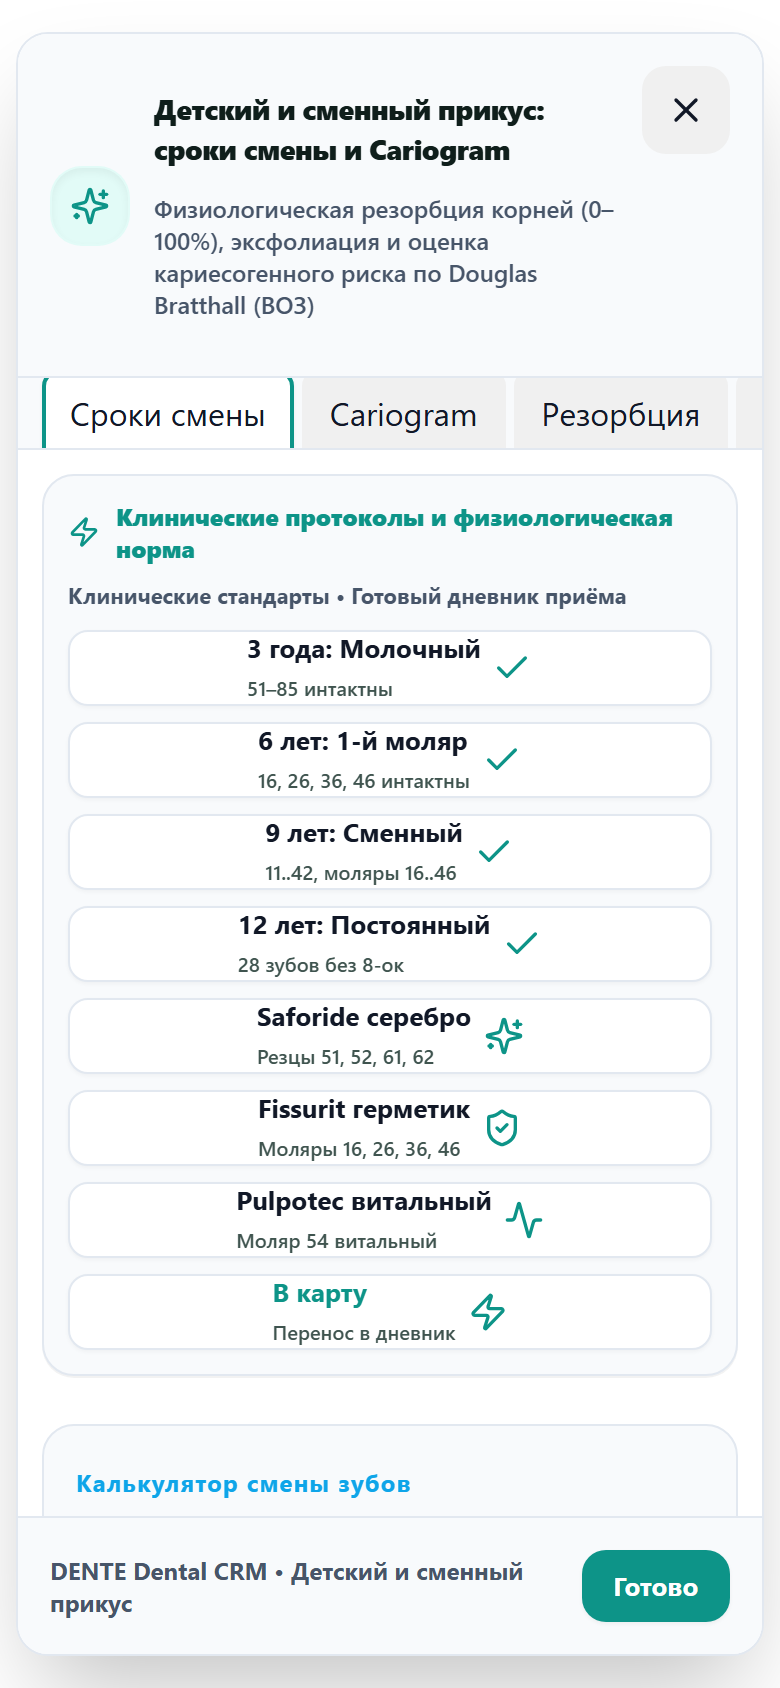 Детский и сменный прикус:
сроки смены и Cariogram
Физиологическая резорбция корней (0–
100%), эксфолиация и оценка
кариесогенного риска по Douglas
Bratthall (ВОЗ)
Сроки смены
Cariogram
Резорбция
Клинические протоколы и физиологическая
норма
Клинические стандарты • Готовый дневник приёма
3 года: Молочный
51–85 интактны
6 лет: 1-й моляр
16, 26, 36, 46 интактны
9 лет: Сменный
11..42, моляры 16..46
12 лет: Постоянный
28 зубов без 8-ок
Saforide серебро
Резцы 51, 52, 61, 62
Fissurit герметик
Моляры 16, 26, 36, 46
Pulpotec витальный
Моляр 54 витальный
В карту
Перенос в дневник
Калькулятор смены зубов
DENTE Dental CRM • Детский и сменный
прикус
Готово